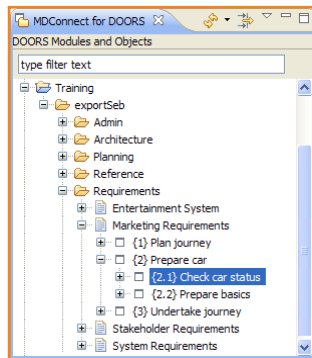 MDConnect for DOORS
DOORS Modules and Objects
type filter text
Training
exportSeb
Admin
Architecture
Planning
Reference
Requirements
Entertainment System
Marketing Requirements
{1} Plan journey
{2} Prepare car
{2.1} Check car status
{2.2} Prepare basics
{3} Undertake journey
Stakeholder Requirements
System Requirements